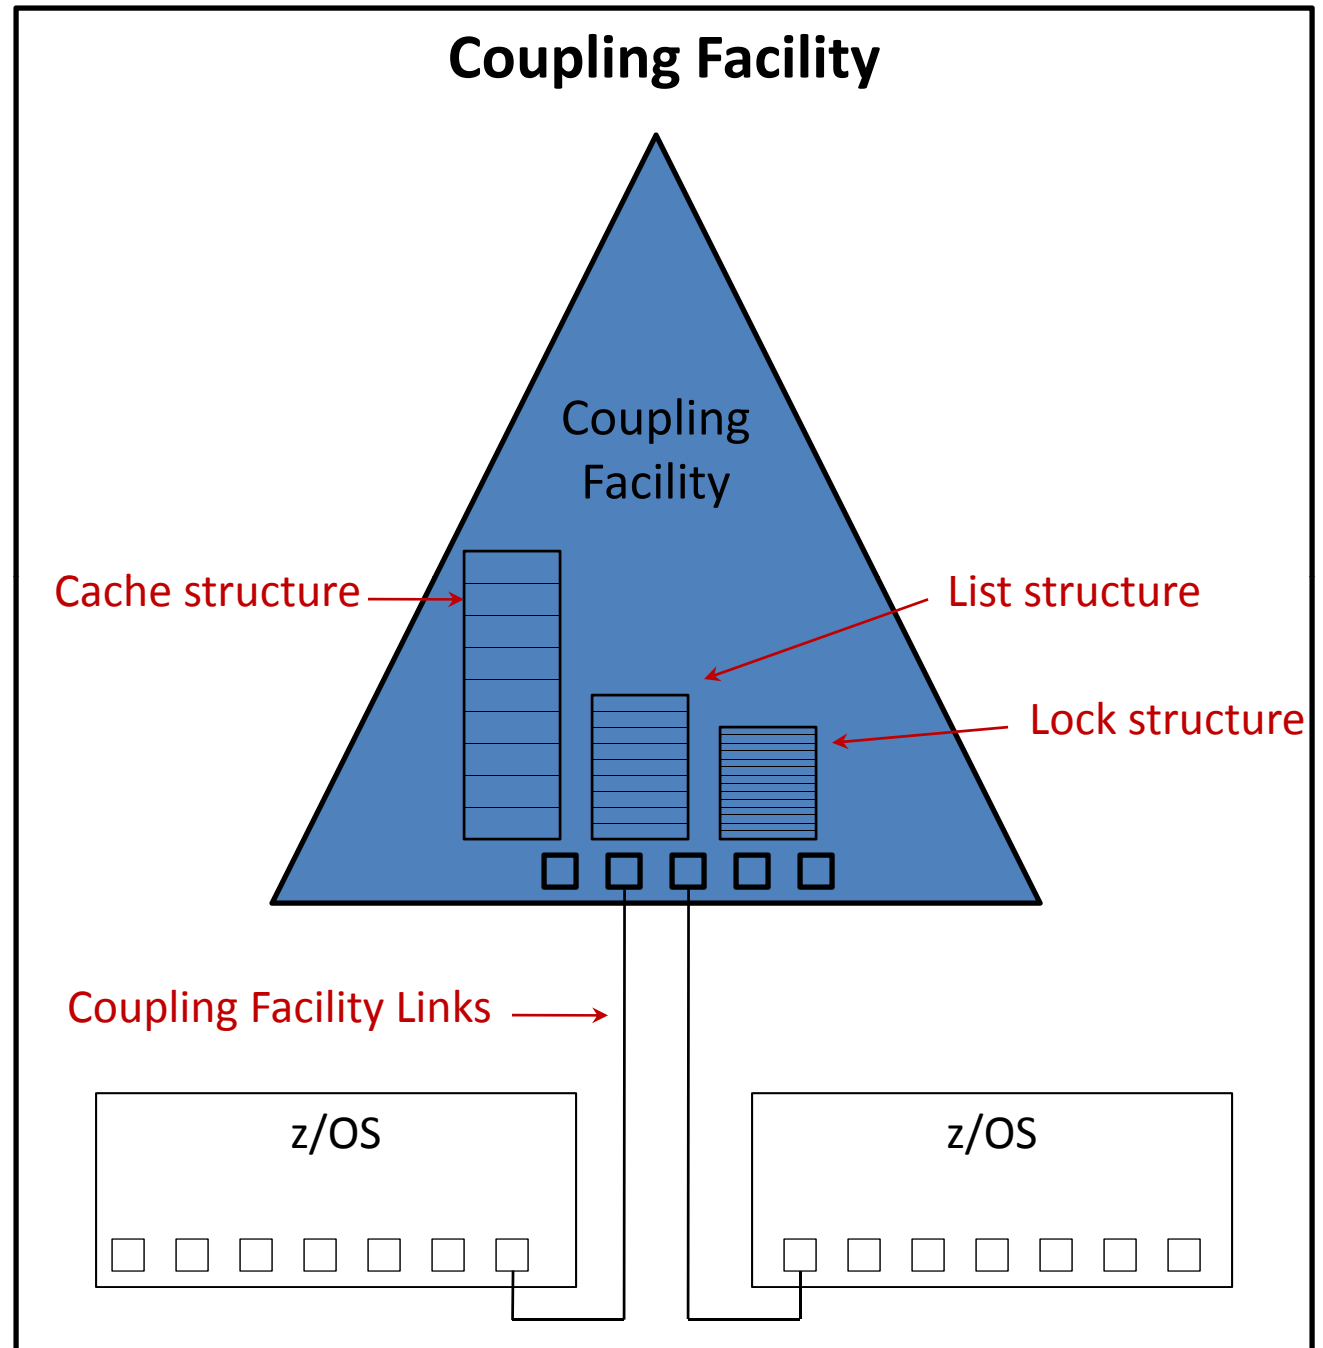 Coupling Facility
Coupling
Facility
Cache structure
List structure
Lock structure
Coupling Facility Links
z/OS
z/OS